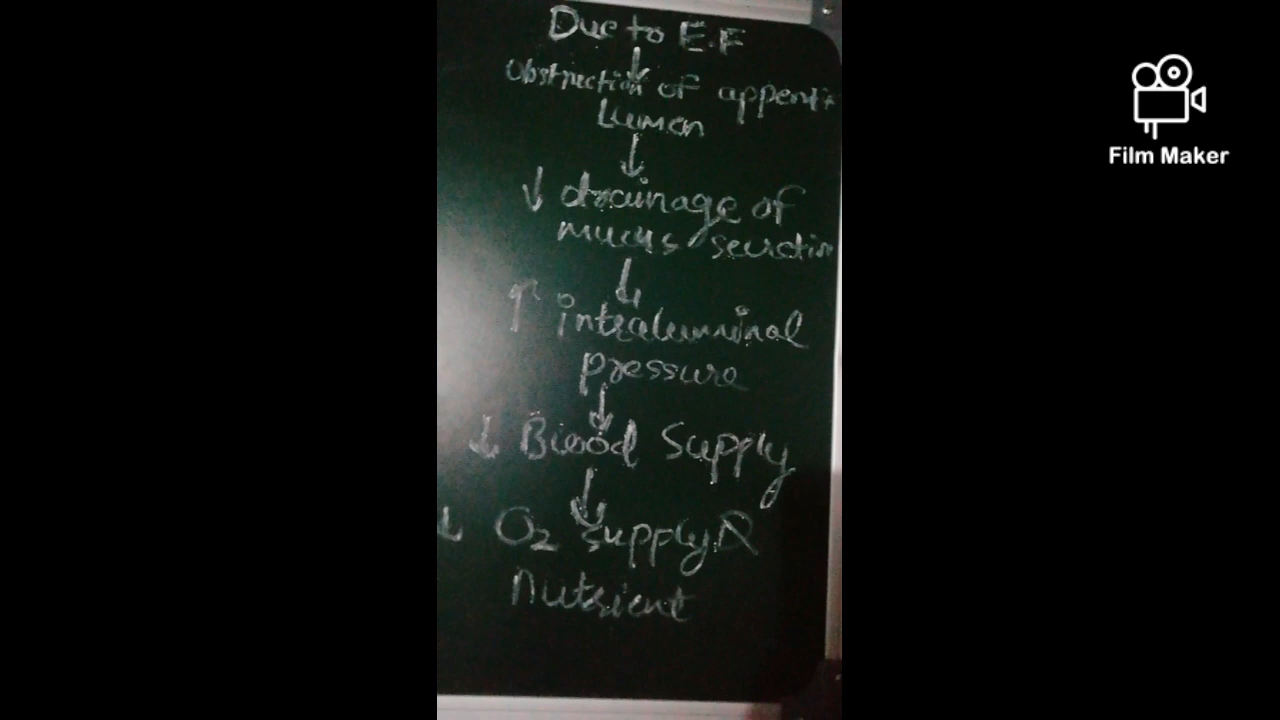 Due to E.F
↓
Obstruction of appendix
Lumen
↓
↓ drainage of
mucus secretion
↓
↑ intraluminal
pressure
↓
↓ Blood Supply
↓
↓ O2 supply &
nutrient
Film Maker